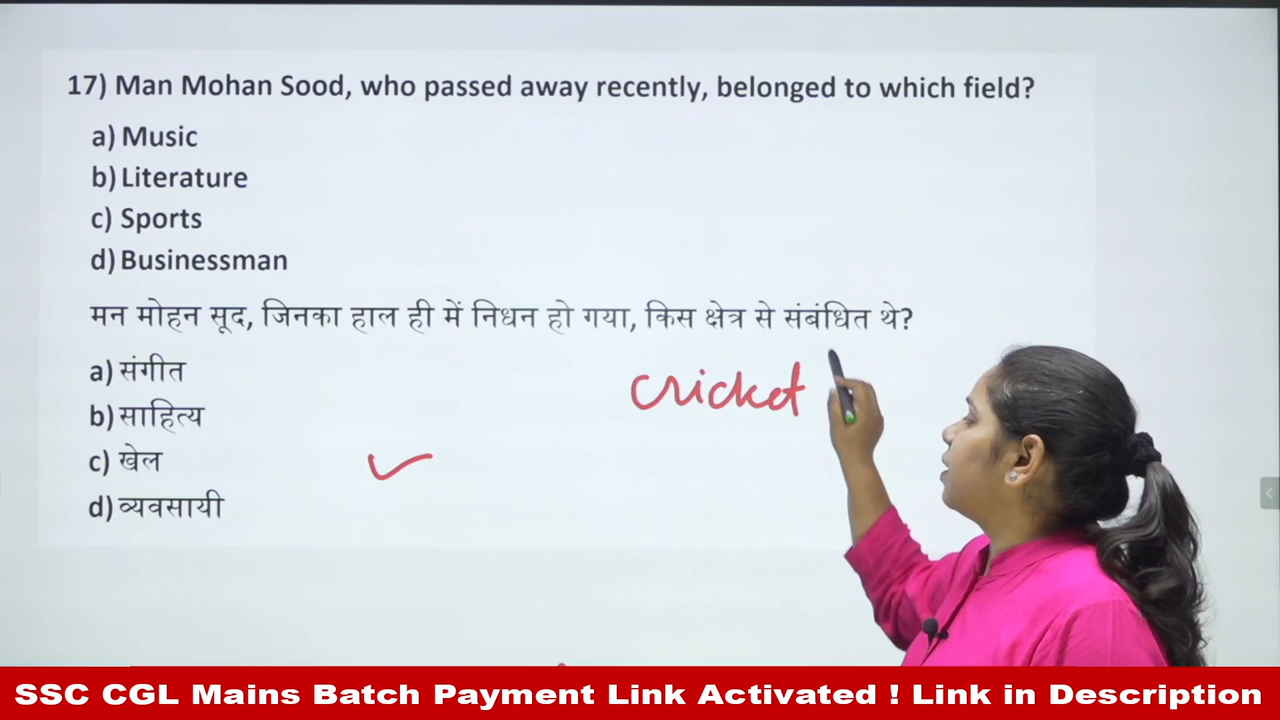 17) Man Mohan Sood, who passed away recently, belonged to which field?
a) Music
b) Literature
c) Sports
d) Businessman
मन मोहन सूद, जिनका हाल ही में निधन हो गया, किस क्षेत्र से संबंधित थे?
a) संगीत
cricket
b) साहित्य
c) खेल
d) व्यवसायी
SSC CGL Mains Batch Payment Link Activated ! Link in Description